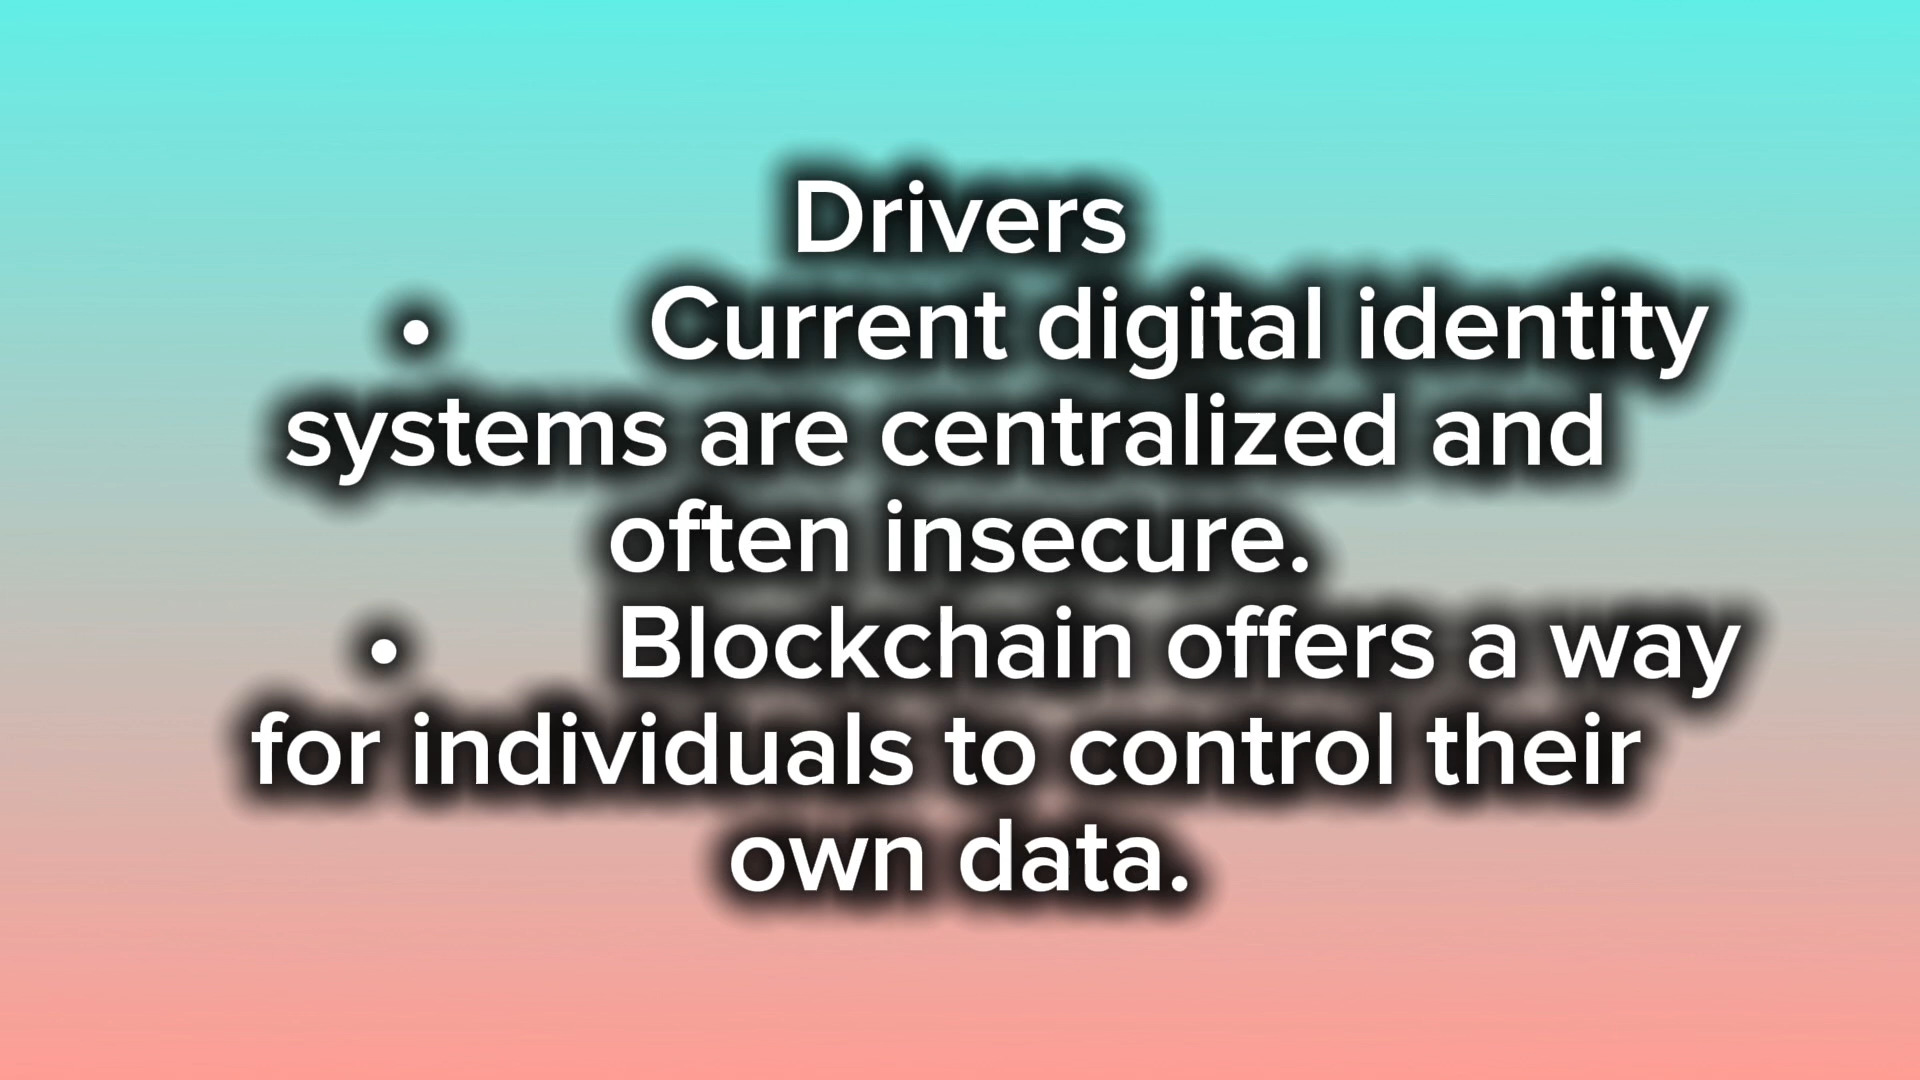 Drivers
• Current digital identity
systems are centralized and
often insecure.
• Blockchain offers a way
for individuals to control their
own data.